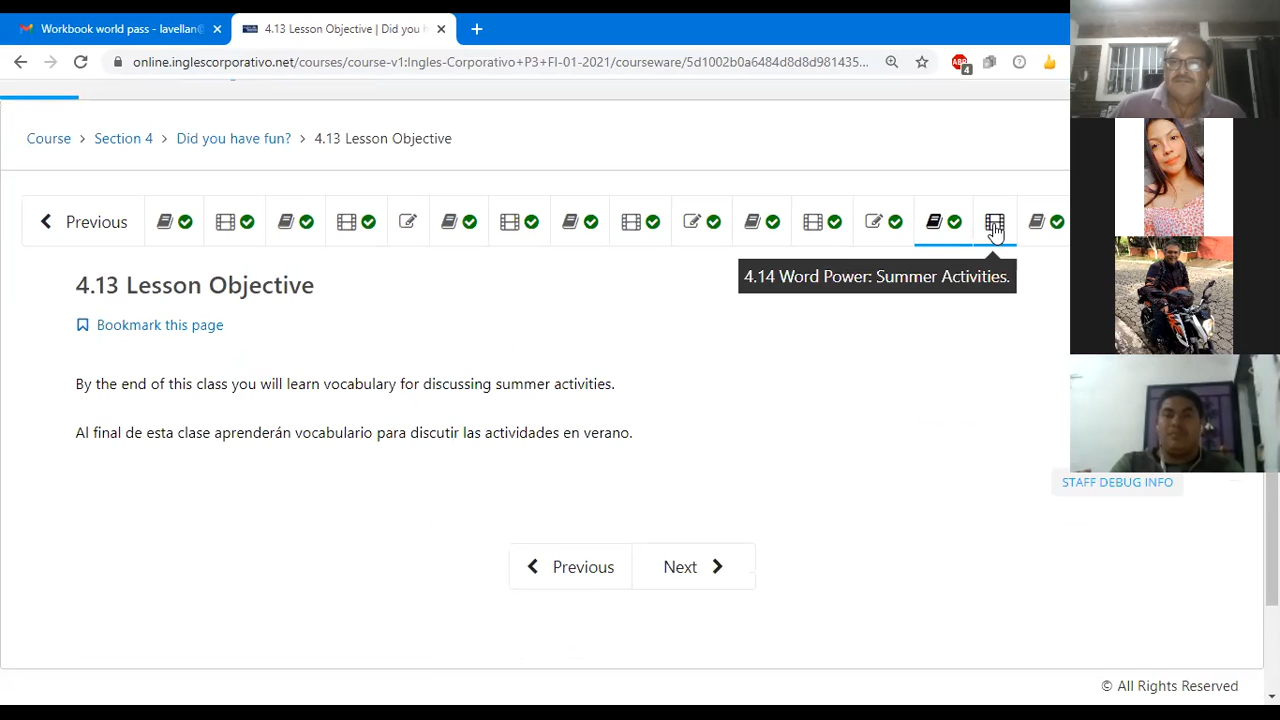 Workbook world pass - lavellan@
4.13 Lesson Objective | Did you h
online.inglescorporativo.net/courses/course-v1:Ingles-Corporativo+P3+FI-01-2021/courseware/5d1002b0a6484d8d8d981435...
4
Course > Section 4 > Did you have fun? > 4.13 Lesson Objective
Previous
4.14 Word Power: Summer Activities.
4.13 Lesson Objective
Bookmark this page
By the end of this class you will learn vocabulary for discussing summer activities.
Al final de esta clase aprenderán vocabulario para discutir las actividades en verano.
STAFF DEBUG INFO
Previous Next
© All Rights Reserved